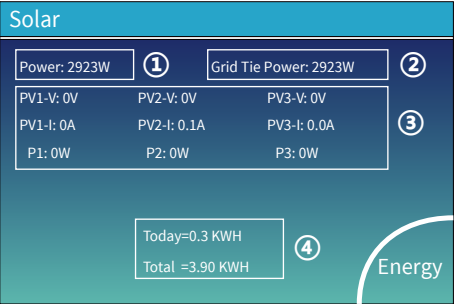 Solar
Power: 2923W ① Grid Tie Power: 2923W ②
PV1-V: 0V PV2-V: 0V PV3-V: 0V
PV1-I: 0A PV2-I: 0.1A PV3-I: 0.0A ③
P1: 0W P2: 0W P3: 0W
Today=0.3 KWH
④
Total =3.90 KWH
Energy